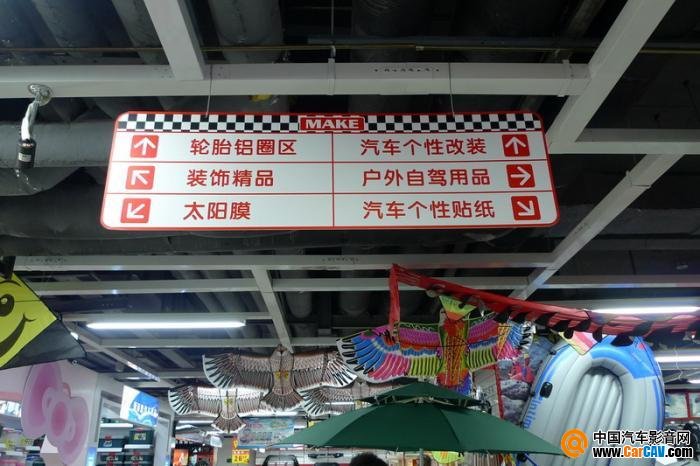 MAKE
轮胎铝圈区
汽车个性改装
装饰精品
户外自驾用品
太阳膜
汽车个性贴纸
中国汽车影音网
www.CarCAV.com